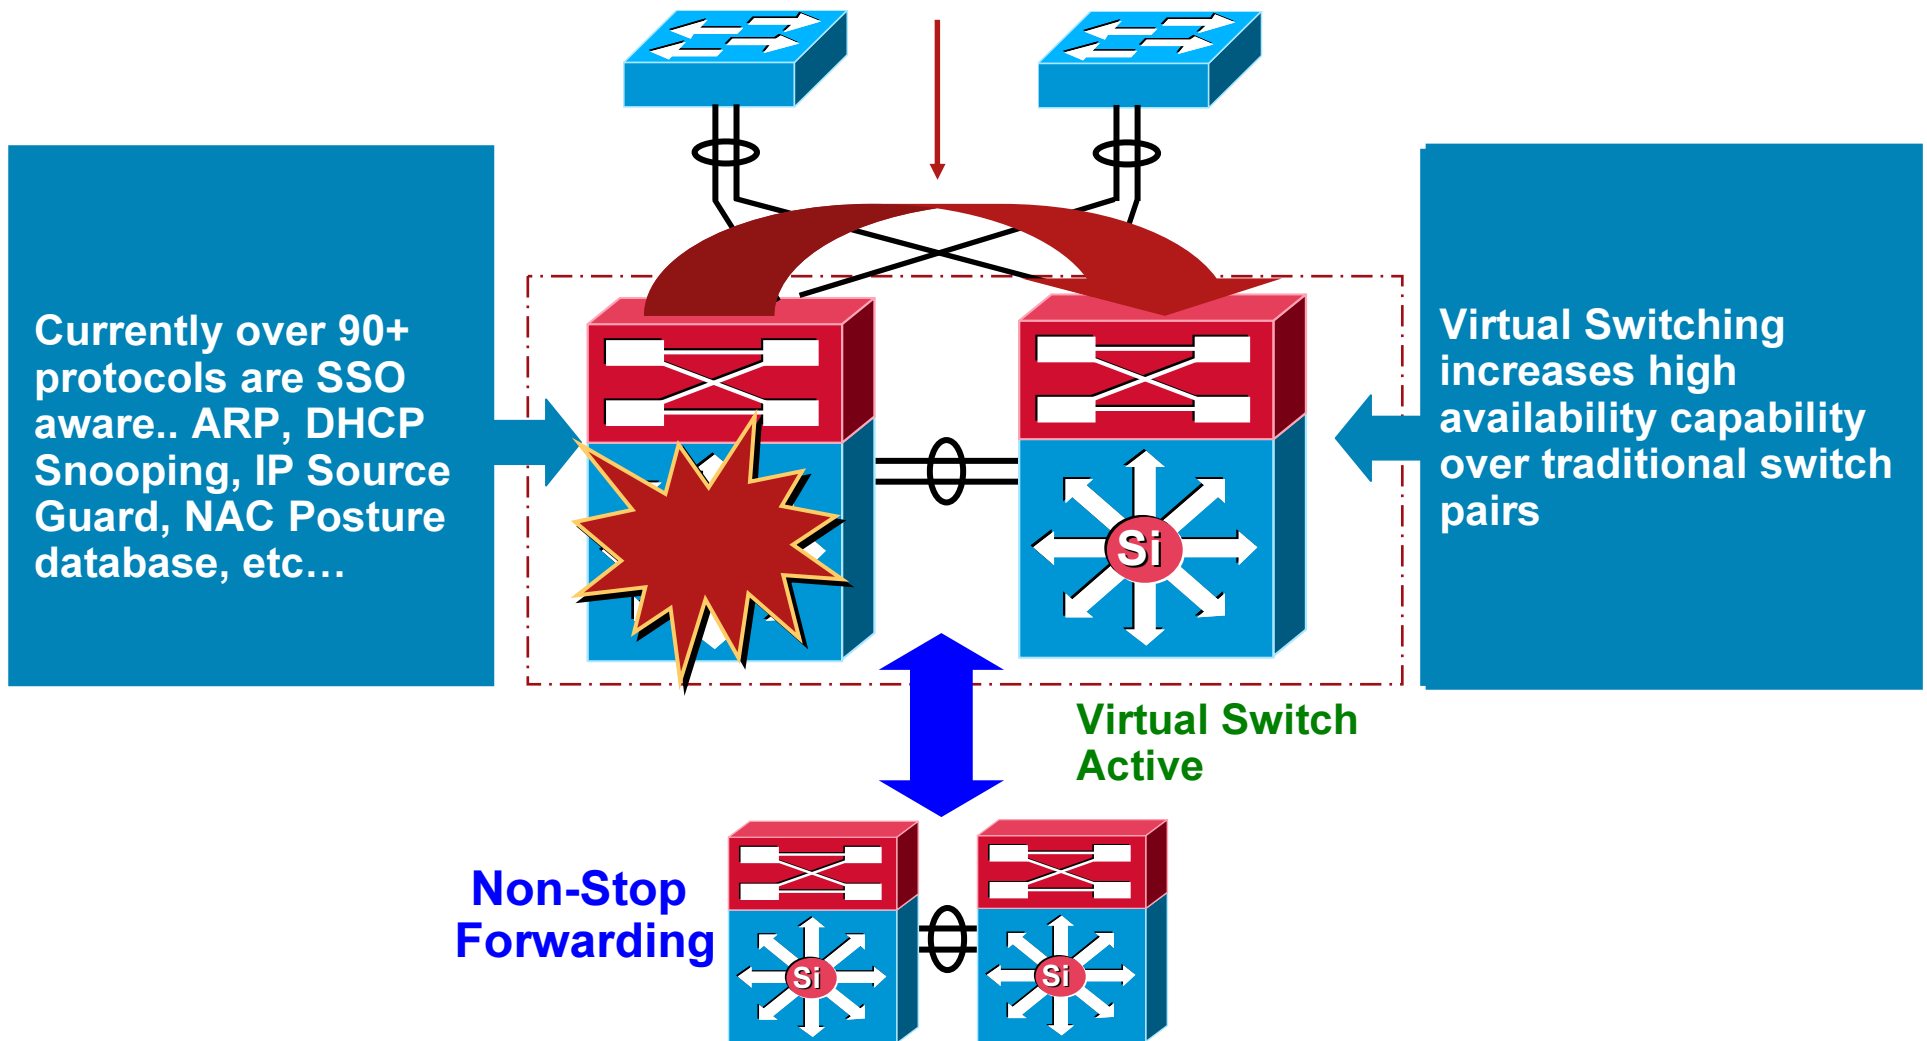 Currently over 90+
protocols are SSO
aware.. ARP, DHCP
Snooping, IP Source
Guard, NAC Posture
database, etc…
Virtual Switching
increases high
availability capability
over traditional switch
pairs
Si
Virtual Switch
Active
Non-Stop
Forwarding
Si
Si